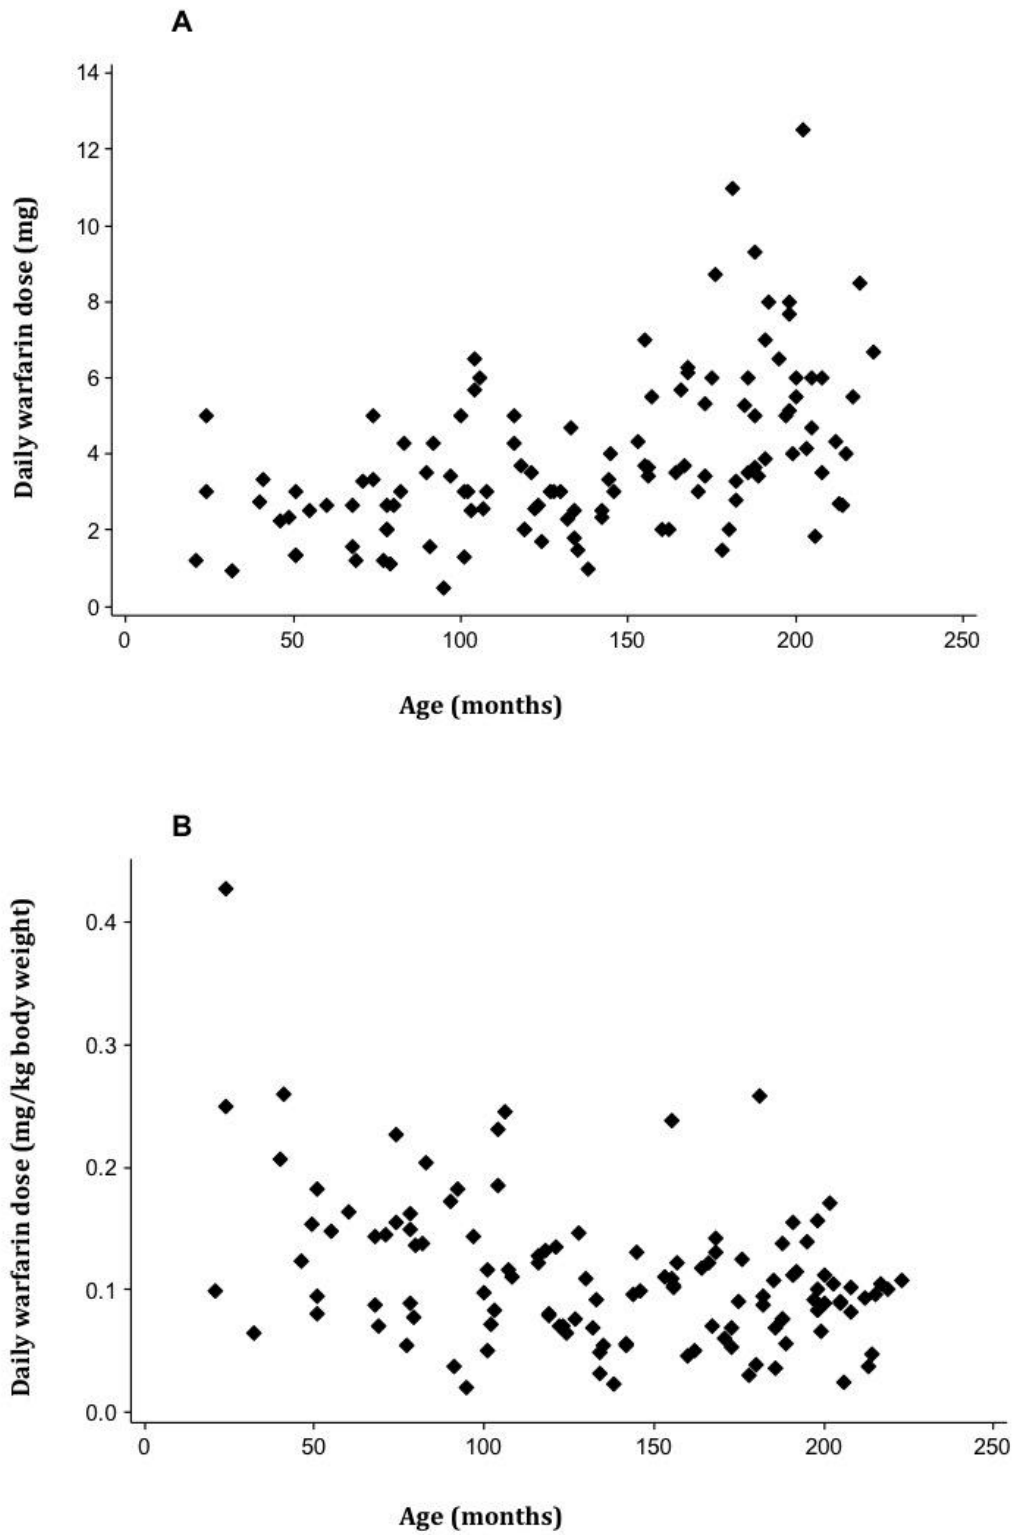 A
14
12
10
8
6
4
2
0
Daily warfarin dose (mg)
0 50 100 150 200 250
Age (months)
B
0.4
0.3
0.2
0.1
0.0
Daily warfarin dose (mg/kg body weight)
0 50 100 150 200 250
Age (months)